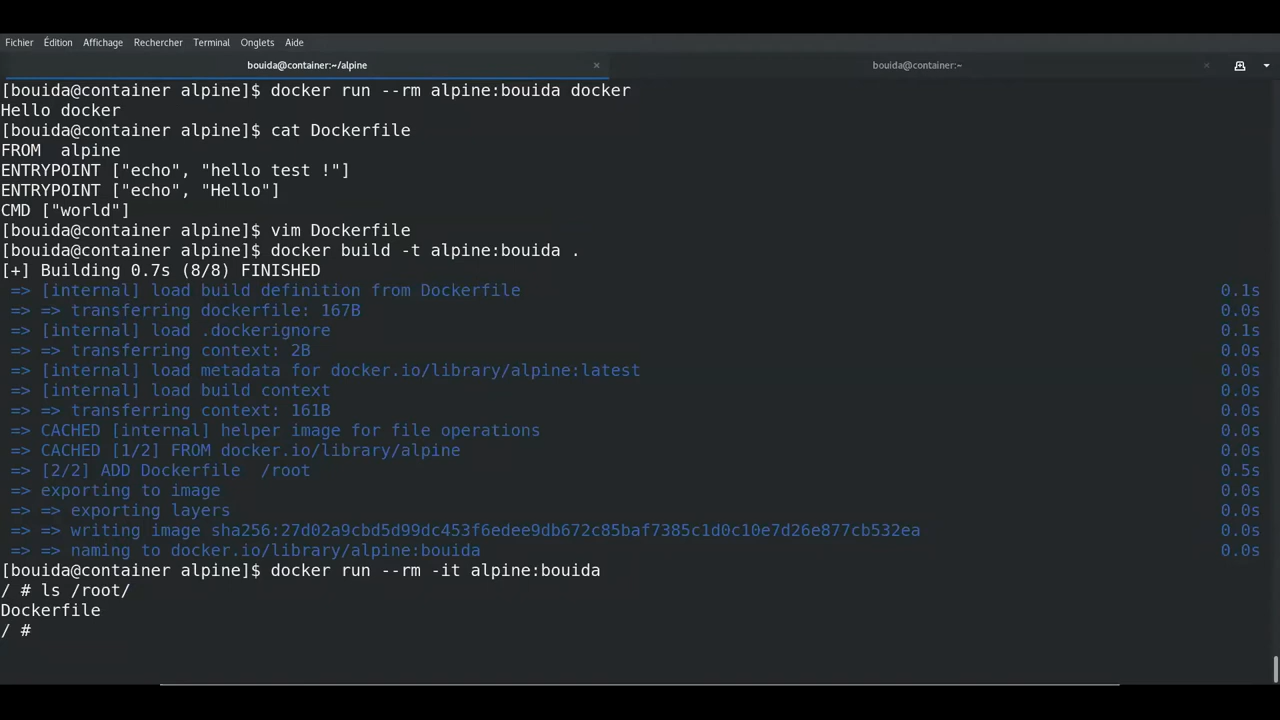 Fichier Édition Affichage Rechercher Terminal Onglets Aide
bouida@container:~/alpine × bouida@container:~ ×
[bouida@container alpine]$ docker run --rm alpine:bouida docker
Hello docker
[bouida@container alpine]$ cat Dockerfile
FROM  alpine
ENTRYPOINT ["echo", "hello test !"]
ENTRYPOINT ["echo", "Hello"]
CMD ["world"]
[bouida@container alpine]$ vim Dockerfile
[bouida@container alpine]$ docker build -t alpine:bouida .
[+] Building 0.7s (8/8) FINISHED
=> [internal] load build definition from Dockerfile 0.1s
=> => transferring dockerfile: 167B 0.0s
=> [internal] load .dockerignore 0.1s
=> => transferring context: 2B 0.0s
=> [internal] load metadata for docker.io/library/alpine:latest 0.0s
=> [internal] load build context 0.0s
=> => transferring context: 161B 0.0s
=> CACHED [internal] helper image for file operations 0.0s
=> CACHED [1/2] FROM docker.io/library/alpine 0.0s
=> [2/2] ADD Dockerfile  /root 0.5s
=> exporting to image 0.0s
=> => exporting layers 0.0s
=> => writing image sha256:27d02a9cbd5d99dc453f6edee9db672c85baf7385c1d0c10e7d26e877cb532ea 0.0s
=> => naming to docker.io/library/alpine:bouida 0.0s
[bouida@container alpine]$ docker run --rm -it alpine:bouida
/ # ls /root/
Dockerfile
/ #